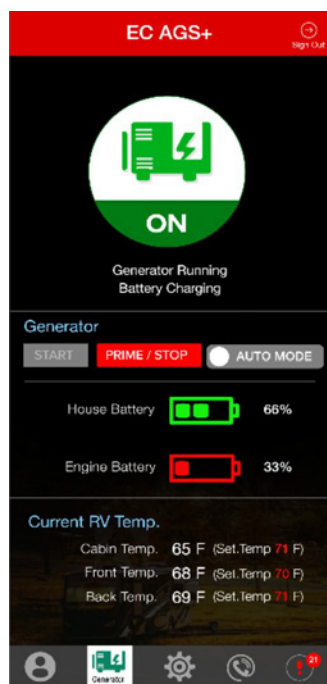 EC AGS+
Sign Out
ON
Generator Running
Battery Charging
Generator
START PRIME / STOP AUTO MODE
House Battery 66%
Engine Battery 33%
Current RV Temp.
Cabin Temp. 65 F (Set.Temp 71 F)
Front Temp. 68 F (Set.Temp 70 F)
Back Temp. 69 F (Set.Temp 71 F)
Generator
21